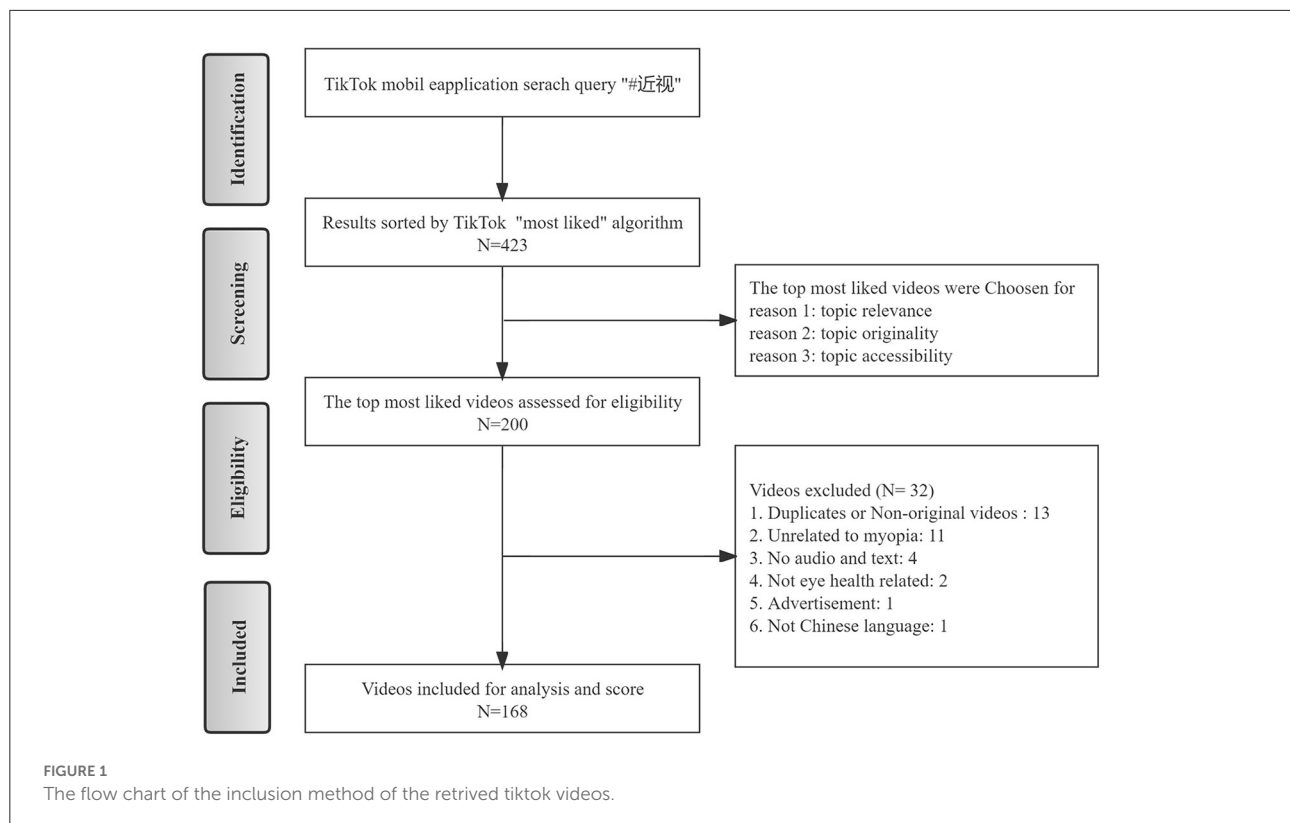 Identification
TikTok mobil eapplication serach query "#近视"
Results sorted by TikTok "most liked" algorithm
N=423
Screening
The top most liked videos were Choosen for
reason 1: topic relevance
reason 2: topic originality
reason 3: topic accessibility
The top most liked videos assessed for eligibility
N=200
Eligibility
Videos excluded (N= 32)
1. Duplicates or Non-original videos : 13
2. Unrelated to myopia: 11
3. No audio and text: 4
4. Not eye health related: 2
5. Advertisement: 1
6. Not Chinese language: 1
Included
Videos included for analysis and score
N=168
FIGURE 1
The flow chart of the inclusion method of the retrived tiktok videos.